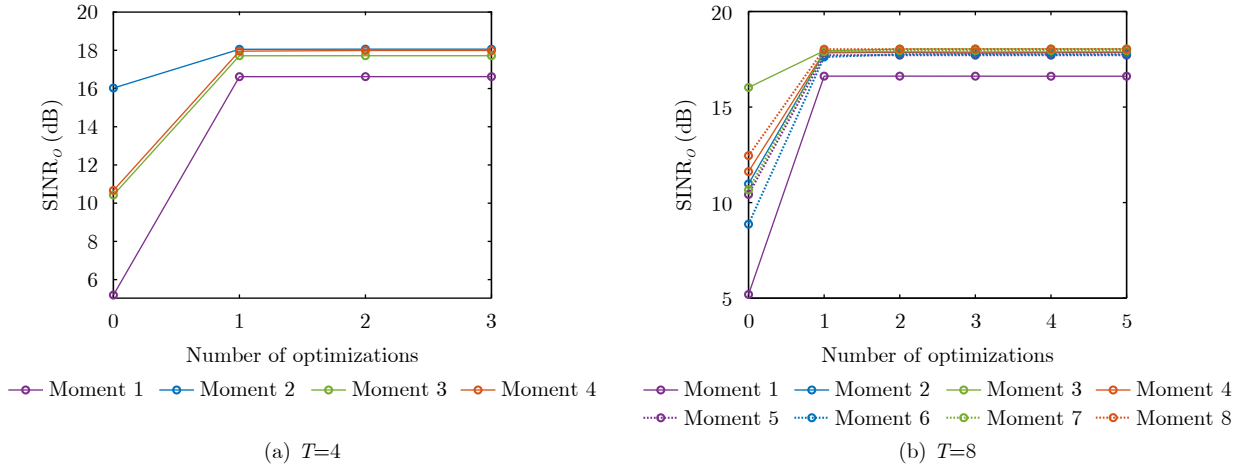 20
18
16
14
12
10
8
6
SINRₒ (dB)
0 1 2 3
Number of optimizations
Moment 1 Moment 2 Moment 3 Moment 4
(a) T=4
20
15
10
5
SINRₒ (dB)
0 1 2 3 4 5
Number of optimizations
Moment 1 Moment 2 Moment 3 Moment 4
Moment 5 Moment 6 Moment 7 Moment 8
(b) T=8